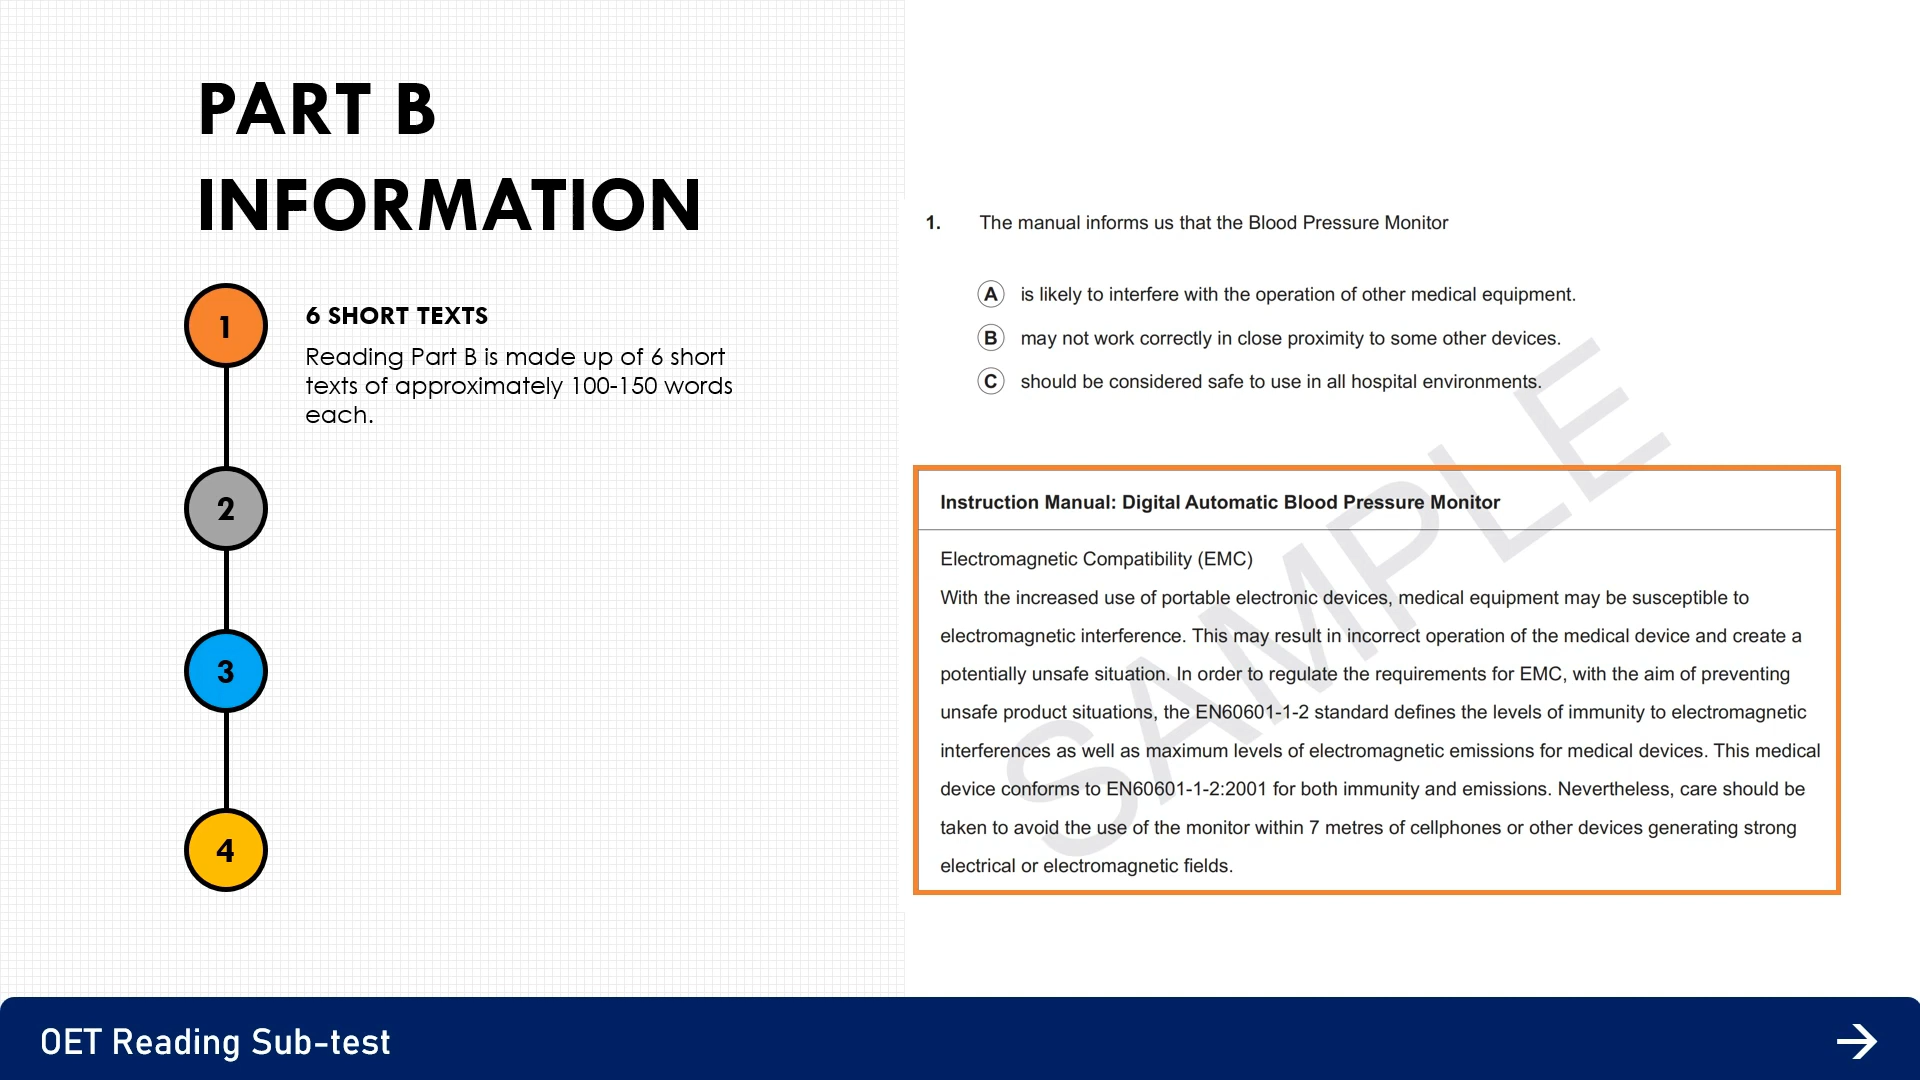 PART B
INFORMATION
1
6 SHORT TEXTS
Reading Part B is made up of 6 short
texts of approximately 100-150 words
each.
2
3
4
1. The manual informs us that the Blood Pressure Monitor
A is likely to interfere with the operation of other medical equipment.
B may not work correctly in close proximity to some other devices.
C should be considered safe to use in all hospital environments.
SAMPLE
Instruction Manual: Digital Automatic Blood Pressure Monitor
Electromagnetic Compatibility (EMC)
With the increased use of portable electronic devices, medical equipment may be susceptible to
electromagnetic interference. This may result in incorrect operation of the medical device and create a
potentially unsafe situation. In order to regulate the requirements for EMC, with the aim of preventing
unsafe product situations, the EN60601-1-2 standard defines the levels of immunity to electromagnetic
interferences as well as maximum levels of electromagnetic emissions for medical devices. This medical
device conforms to EN60601-1-2:2001 for both immunity and emissions. Nevertheless, care should be
taken to avoid the use of the monitor within 7 metres of cellphones or other devices generating strong
electrical or electromagnetic fields.
OET Reading Sub-test